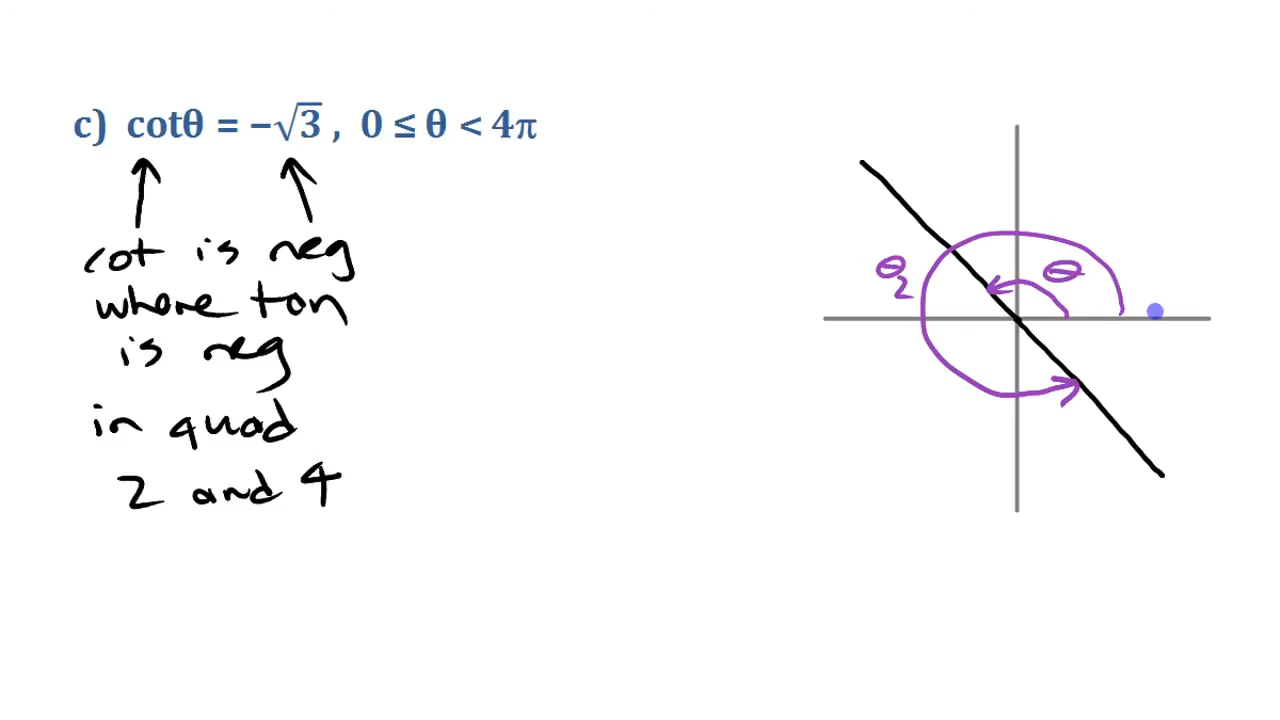 c) cotθ = −√3 , 0 ≤ θ < 4π
cot is neg
where tan
is neg
in quad
2 and 4
θ
θ2